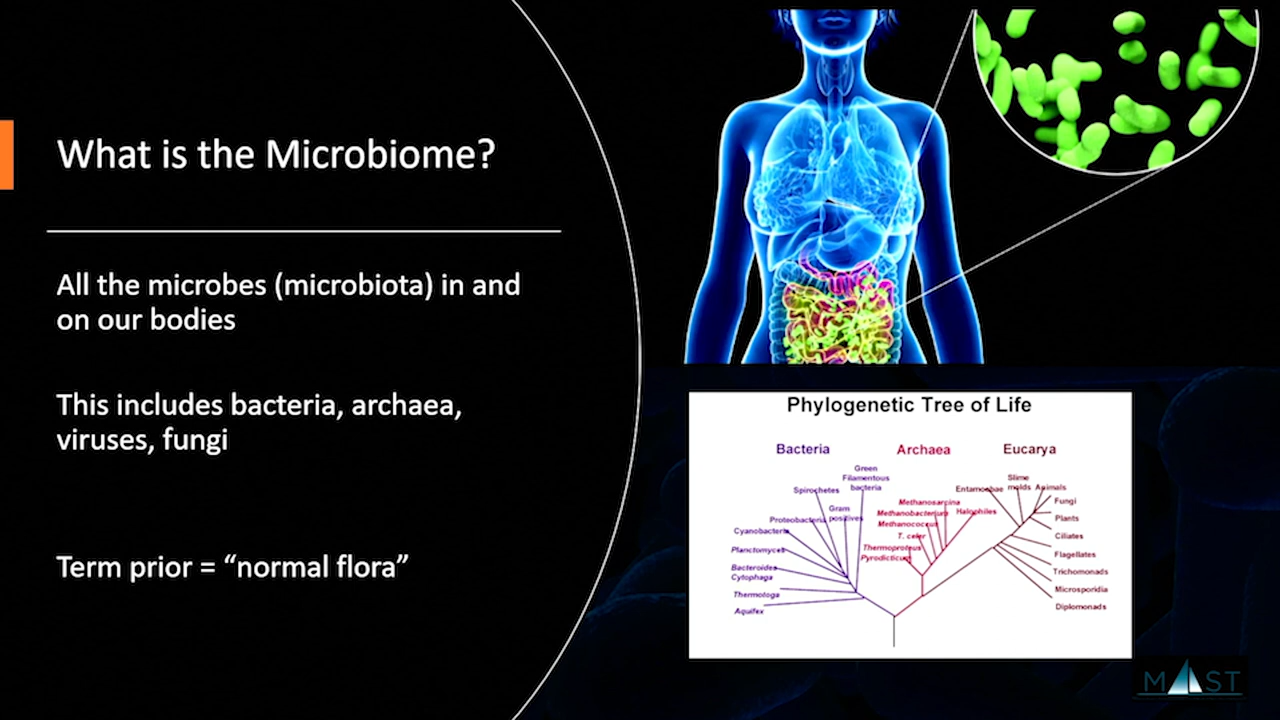 What is the Microbiome?
All the microbes (microbiota) in and
on our bodies
This includes bacteria, archaea,
viruses, fungi
Term prior = “normal flora”
Phylogenetic Tree of Life
Bacteria
Archaea
Eucarya
Green
Filamentous
bacteria
Spirochetes
Gram
positives
Proteobacteria
Cyanobacteria
Planctomyces
Bacteroides
Cytophaga
Thermotoga
Aquifex
Methanosarcina
Methanobacterium
Halophiles
Methanococcus
T. celer
Thermoproteus
Pyrodicticum
Entamoebae
Slime
molds
Animals
Fungi
Plants
Ciliates
Flagellates
Trichomonads
Microsporidia
Diplomonads
MAST